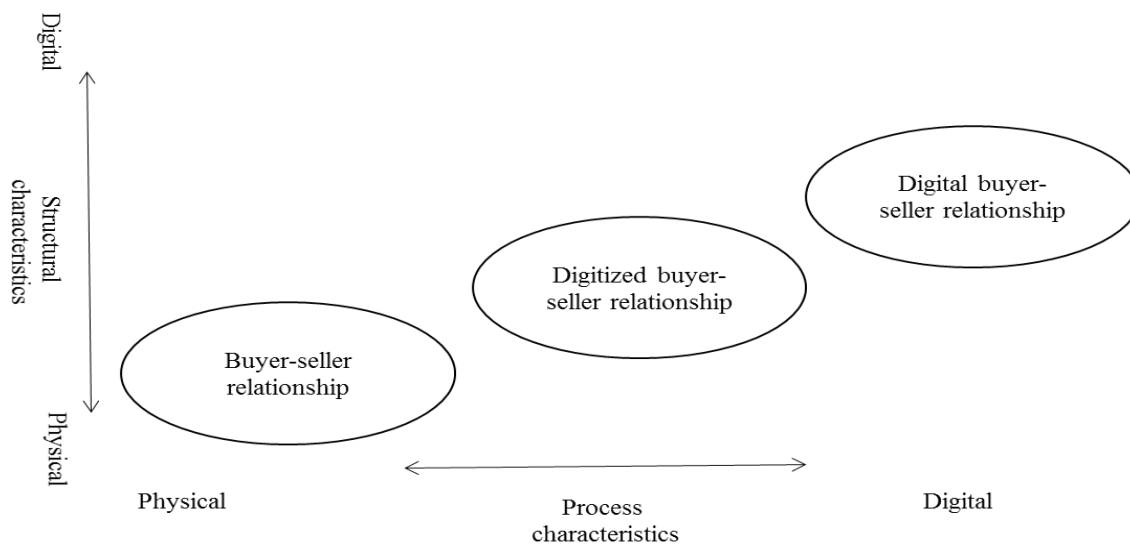 Digital
Structural
characteristics
Physical
Digital buyer-
seller relationship
Digitized buyer-
seller relationship
Buyer-seller
relationship
Physical
Process
characteristics
Digital